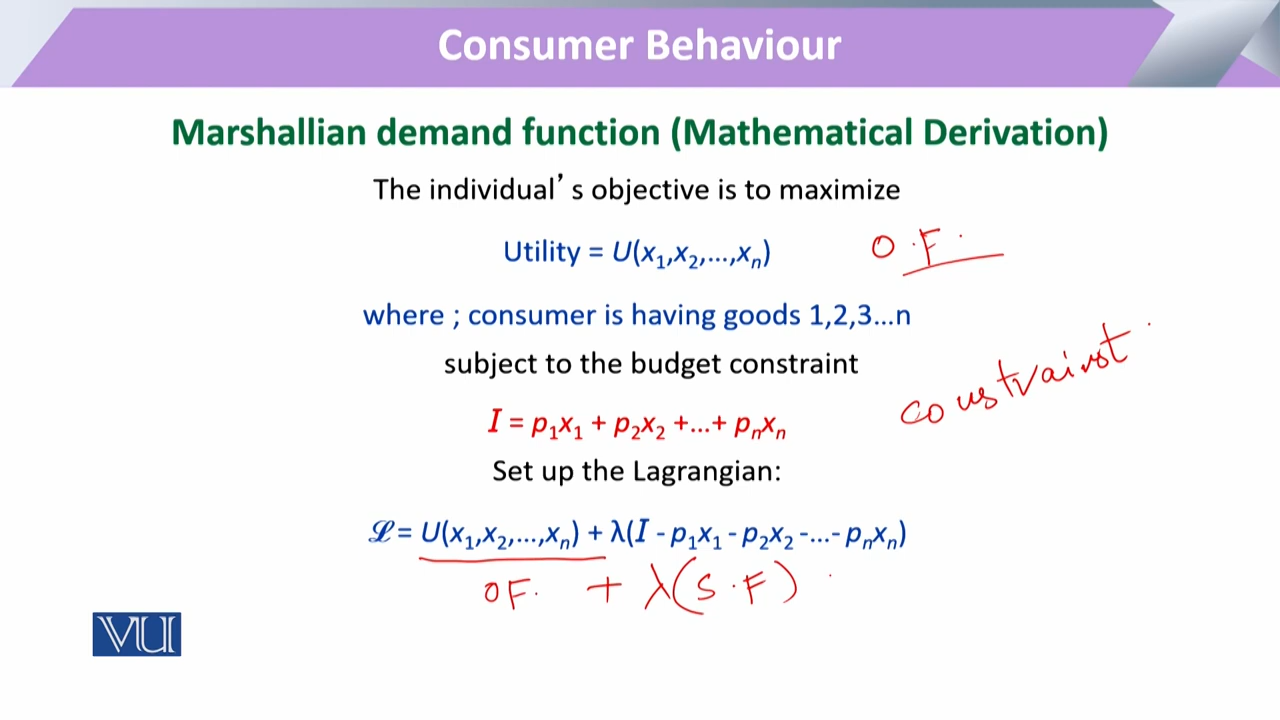 Consumer Behaviour
Marshallian demand function (Mathematical Derivation)
The individual's objective is to maximize
Utility = U(x₁,x₂,...,xₙ)
O.F.
where ; consumer is having goods 1,2,3...n
subject to the budget constraint
constraint
I = p₁x₁ + p₂x₂ +...+ pₙxₙ
Set up the Lagrangian:
ℒ = U(x₁,x₂,...,xₙ) + λ(I - p₁x₁ - p₂x₂ -...- pₙxₙ)
OF. + λ(S.F)
VU